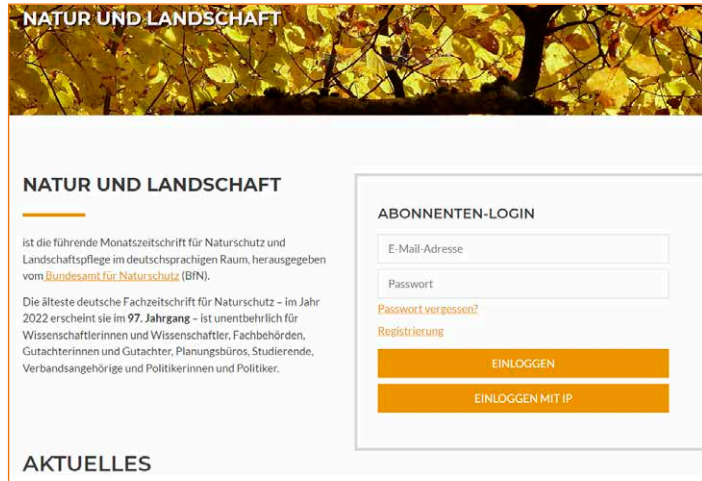 NATUR UND LANDSCHAFT
NATUR UND LANDSCHAFT
ist die führende Monatszeitschrift für Naturschutz und
Landschaftspflege im deutschsprachigen Raum, herausgegeben
vom Bundesamt für Naturschutz (BfN).
Die älteste deutsche Fachzeitschrift für Naturschutz – im Jahr
2022 erscheint sie im 97. Jahrgang – ist unentbehrlich für
Wissenschaftlerinnen und Wissenschaftler, Fachbehörden,
Gutachterinnen und Gutachter, Planungsbüros, Studierende,
Verbandsangehörige und Politikerinnen und Politiker.
AKTUELLES
ABONNENTEN-LOGIN
E-Mail-Adresse
Passwort
Passwort vergessen?
Registrierung
EINLOGGEN
EINLOGGEN MIT IP